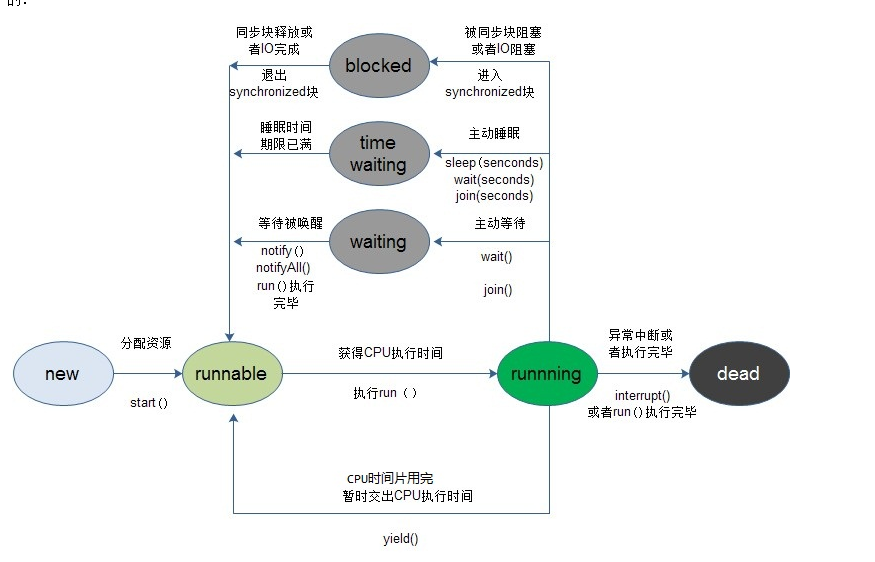 的：
同步块释放或
者IO完成
退出
synchronized块
blocked
被同步块阻塞
或者IO阻塞
进入
synchronized块
睡眠时间
期限已满
time
waiting
主动睡眠
sleep(senconds)
wait(seconds)
join(seconds)
等待被唤醒
notify()
notifyAll()
run()执行
完毕
waiting
主动等待
wait()
join()
new
分配资源
start()
runnable
获得CPU执行时间
执行run（）
runnning
异常中断或
者执行完毕
interrupt()
或者run()执行完毕
dead
CPU时间片用完
暂时交出CPU执行时间
yield()